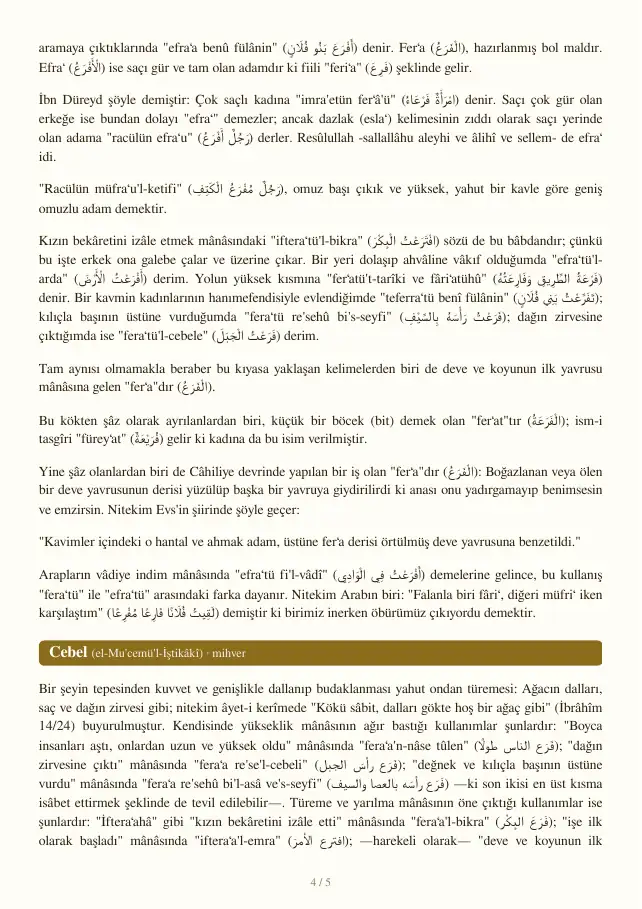 aramaya çıktıklarında "efra'a benû fülânin" (أَفْرَعَ بَنُو فُلَانٍ) denir. Fer'a (الْفَرَعُ), hazırlanmış bol maldır.
Efra' (الْأَفْرَعُ) ise saçı gür ve tam olan adamdır ki fiili "feri'a" (فَرِعَ) şeklinde gelir.
İbn Düreyd şöyle demiştir: Çok saçlı kadına "imra'etün fer'â'ü" (امْرَأَةٌ فَرْعَاءُ) denir. Saçı çok gür olan
erkeğe ise bundan dolayı "efra'" demezler; ancak dazlak (esla') kelimesinin zıddı olarak saçı yerinde
olan adama "racülün efra'u" (رَجُلٌ أَفْرَعُ) derler. Resûlullah -sallallâhu aleyhi ve âlihî ve sellem- de efra'
idi.
"Racülün müfra'u'l-ketifi" (رَجُلٌ مُفْرَعُ الْكَتِفِ), omuz başı çıkık ve yüksek, yahut bir kavle göre geniş
omuzlu adam demektir.
Kızın bekâretini izâle etmek mânâsındaki "iftera'tü'l-bikra" (افْتَرَعْتُ الْبِكْرَ) sözü de bu bâbdandır; çünkü
bu işte erkek ona galebe çalar ve üzerine çıkar. Bir yeri dolaşıp ahvâline vâkıf olduğumda "efra'tü'l-
arda" (أَفْرَعْتُ الْأَرْضَ) derim. Yolun yüksek kısmına "fer'atü't-tarîki ve fâri'atühû" (فَرْعَةُ الطَّرِيقِ وَفَارِعَتُهُ)
denir. Bir kavmin kadınlarının hanımefendisiyle evlendiğimde "teferra'tü benî fülânin" (تَفَرَّعْتُ بَنِي فُلَانٍ);
kılıçla başının üstüne vurduğumda "fera'tü re'sehû bi's-seyfi" (فَرَعْتُ رَأْسَهُ بِالسَّيْفِ); dağın zirvesine
çıktığımda ise "fera'tü'l-cebele" (فَرَعْتُ الْجَبَلَ) derim.
Tam aynısı olmamakla beraber bu kıyasa yaklaşan kelimelerden biri de deve ve koyunun ilk yavrusu
mânâsına gelen "fer'a"dır (الْفَرَعُ).
Bu kökten şâz olarak ayrılanlardan biri, küçük bir böcek (bit) demek olan "fer'at"tır (الْفَرَعَةُ); ism-i
tasgîri "fürey'at" (فُرَيْعَةٌ) gelir ki kadına da bu isim verilmiştir.
Yine şâz olanlardan biri de Câhiliye devrinde yapılan bir iş olan "fer'a"dır (الْفَرَعُ): Boğazlanan veya ölen
bir deve yavrusunun derisi yüzülüp başka bir yavruya giydirilirdi ki anası onu yadırgamayıp benimsesin
ve emzirsin. Nitekim Evs'in şiirinde şöyle geçer:
"Kavimler içindeki o hantal ve ahmak adam, üstüne fer'a derisi örtülmüş deve yavrusuna benzetildi."
Arapların vâdiye indim mânâsında "efra'tü fi'l-vâdî" (أَفْرَعْتُ فِي الْوَادِي) demelerine gelince, bu kullanış
"fera'tü" ile "efra'tü" arasındaki farka dayanır. Nitekim Arabın biri: "Falanla biri fâri', diğeri müfri' iken
karşılaştım" (لَقِيتُ فُلَانًا فَارِعًا مُفْرِعًا) demiştir ki birimiz inerken öbürümüz çıkıyordu demektir.
Cebel (el-Mu'cemü'l-İştikâkî) · mihver
Bir şeyin tepesinden kuvvet ve genişlikle dallanıp budaklanması yahut ondan türemesi: Ağacın dalları,
saç ve dağın zirvesi gibi; nitekim âyet-i kerîmede "Kökü sâbit, dalları gökte hoş bir ağaç gibi" (İbrâhîm
14/24) buyurulmuştur. Kendisinde yükseklik mânâsının ağır bastığı kullanımlar şunlardır: "Boyca
insanları aştı, onlardan uzun ve yüksek oldu" mânâsında "fera'a'n-nâse tûlen" (فَرَع الناس طولًا); "dağın
zirvesine çıktı" mânâsında "fera'a re'se'l-cebeli" (فَرَع رأسَ الجبل); "değnek ve kılıçla başının üstüne
vurdu" mânâsında "fera'a re'sehû bi'l-asâ ve's-seyfi" (فَرَع رأسَه بالعصا والسيف) —ki son ikisi en üst kısma
isâbet ettirmek şeklinde de tevil edilebilir—. Türeme ve yarılma mânâsının öne çıktığı kullanımlar ise
şunlardır: "İftera'ahâ" gibi "kızın bekâretini izâle etti" mânâsında "fera'a'l-bikra" (فَرَعَ البِكْر); "işe ilk
olarak başladı" mânâsında "iftera'a'l-emra" (افترع الأمرَ); —harekeli olarak— "deve ve koyunun ilk
4 / 5